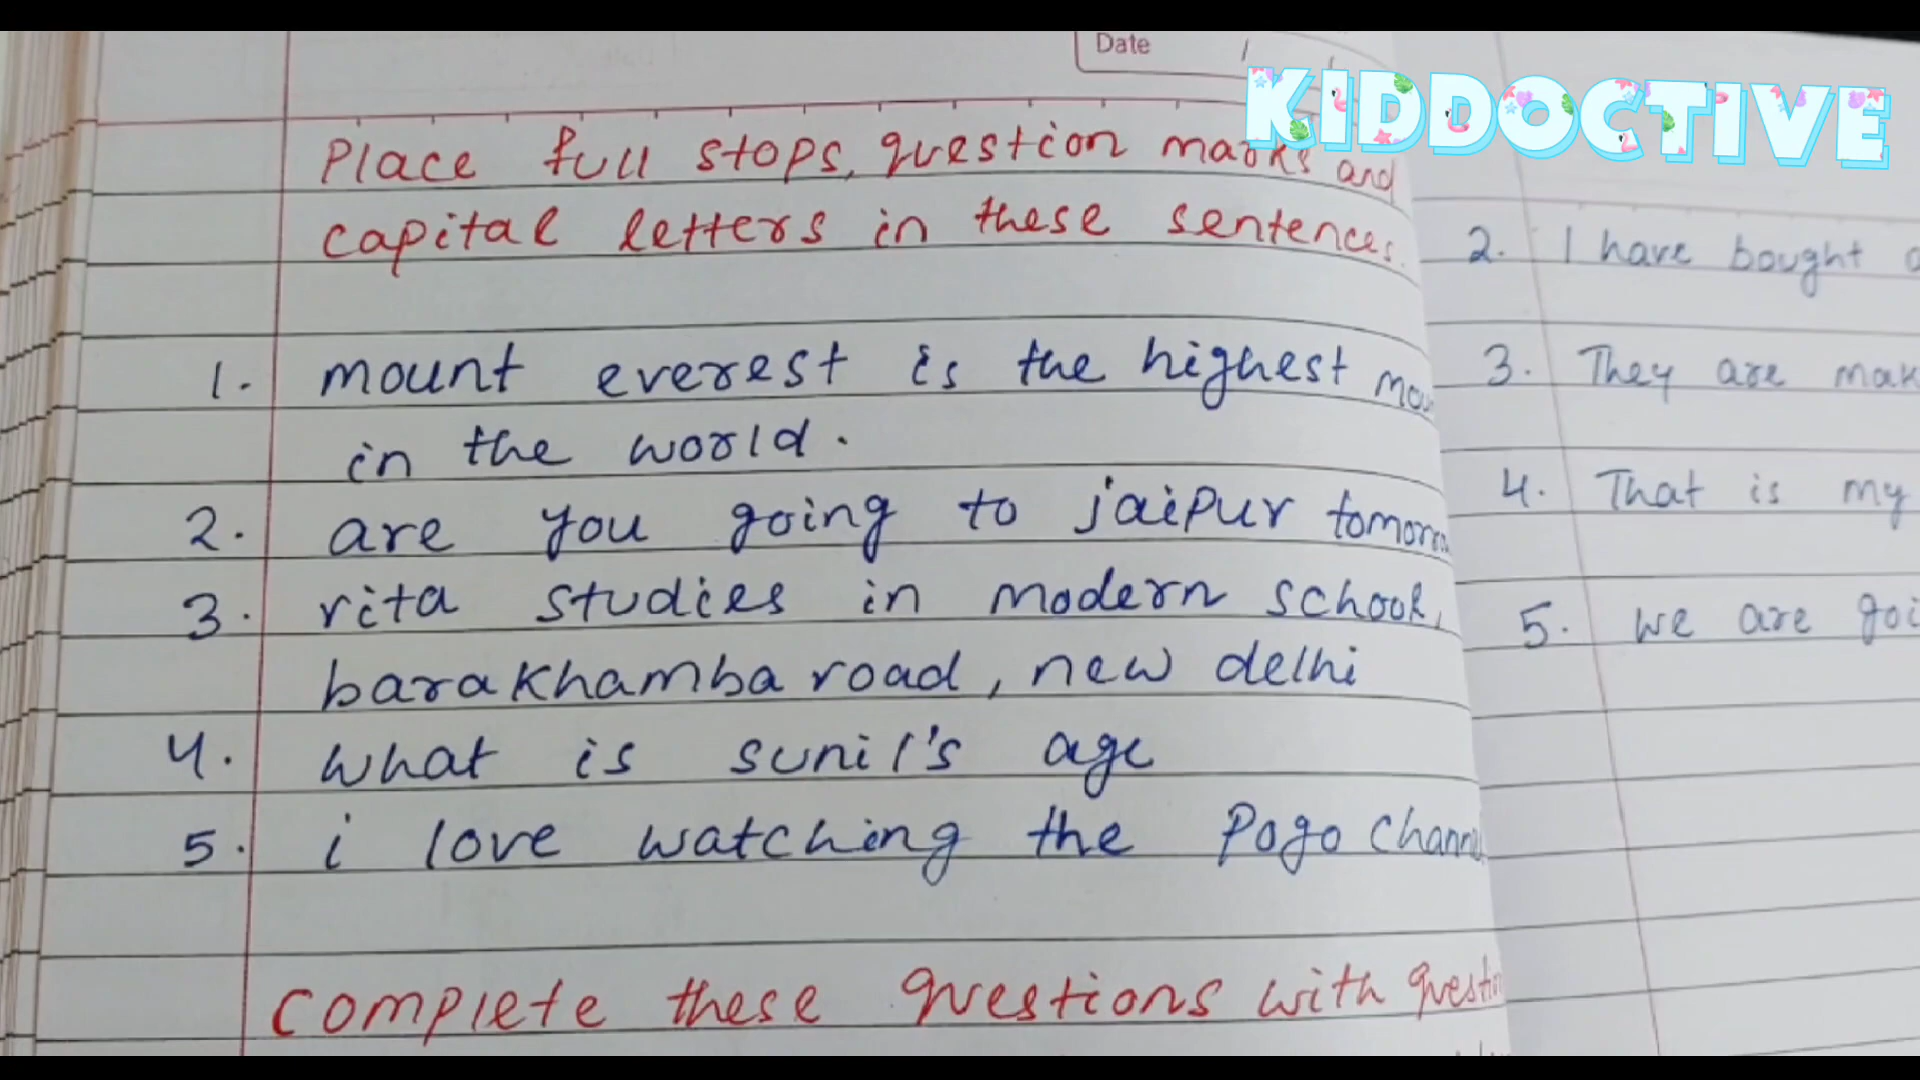 Date
KIDDOCTIVE
Place full stops, question marks and
capital letters in these sentences.
1. mount everest is the highest
in the world.
2. are you going to jaipur
3. rita studies in modern school,
barakhamba road, new delhi
4. what is sunil's age
5. i love watching the Pogo
complete these questions with
2. I have bought
3. They are
4. That is my
5. we are